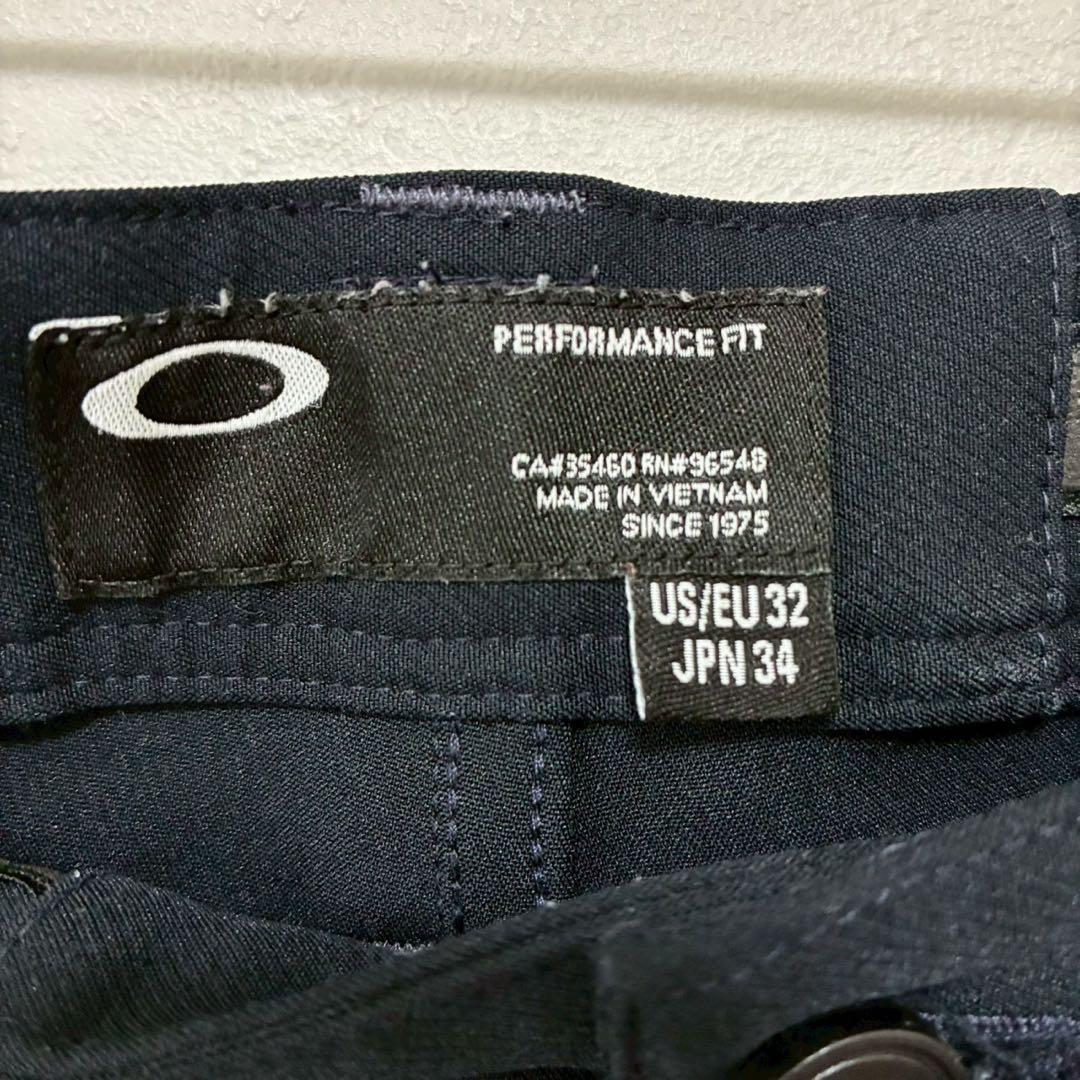 PERFORMANCE FIT
CA#35460 RN#96548
MADE IN VIETNAM
SINCE 1975
US/EU 32
JPN 34